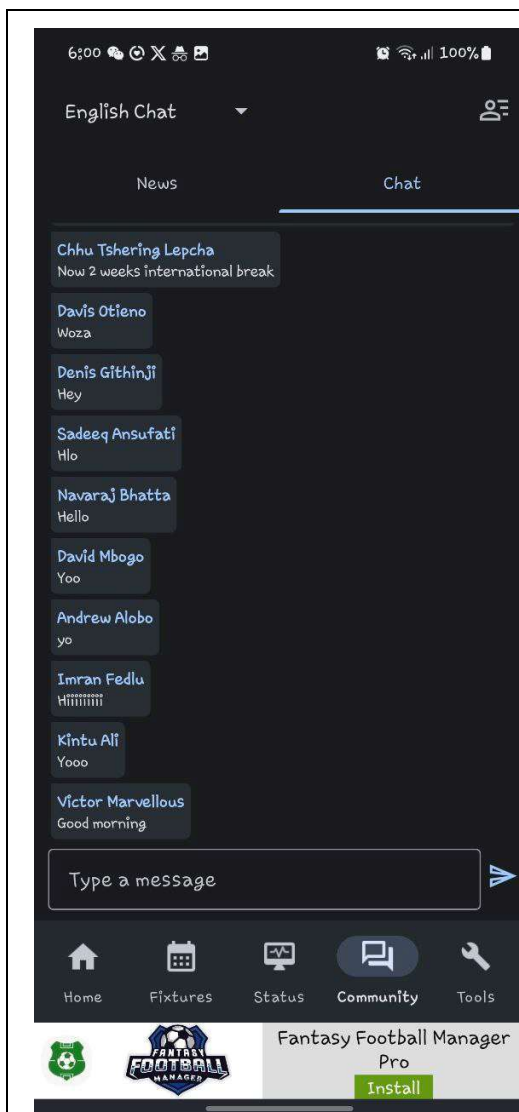 6:00
100%
English Chat
News
Chat
Chhu Tshering Lepcha
Now 2 weeks international break
Davis Otieno
Woza
Denis Githinji
Hey
Sadeeq Ansufati
Hlo
Navaraj Bhatta
Hello
David Mbogo
Yoo
Andrew Alobo
yo
Imran Fedlu
Hiiiiiiiii
Kintu Ali
Yooo
Victor Marvellous
Good morning
Type a message
Home Fixtures Status Community Tools
FANTASY
FOOTBALL
MANAGER
Fantasy Football Manager
Pro
Install